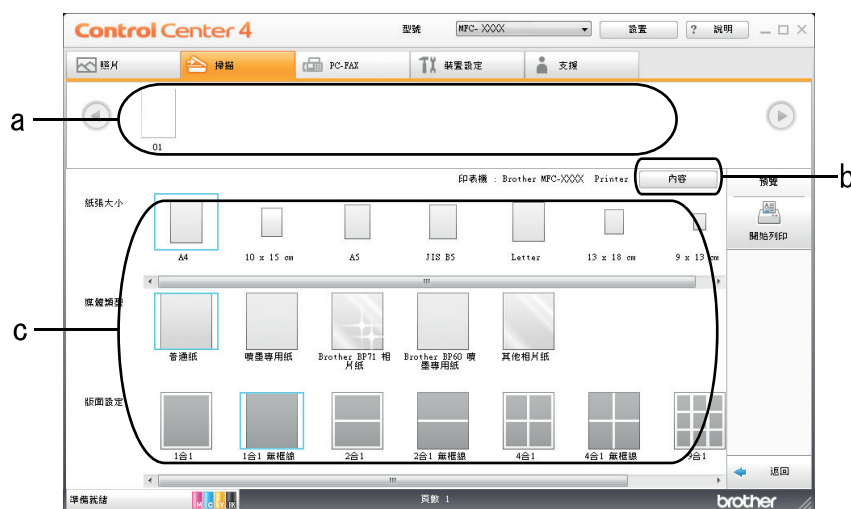 Control Center 4
型號 MFC- XXXX 設置 ? 說明
照片 掃描 PC-FAX 裝置設定 支援
a
01
印表機 : Brother MFC-XXXX Printer 內容 預覽
b
紙張大小
開始列印
A4 10 x 15 cm A5 JIS B5 Letter 13 x 18 cm 9 x 13 cm
媒體類型
c
普通紙 噴墨專用紙 Brother BP71 相片紙 Brother BP60 噴墨專用紙 其他相片紙
版面設定
1合1 1合1 無框線 2合1 2合1 無框線 4合1 4合1 無框線 9合1
返回
準備就緒 M C Y BK 頁數 1 brother